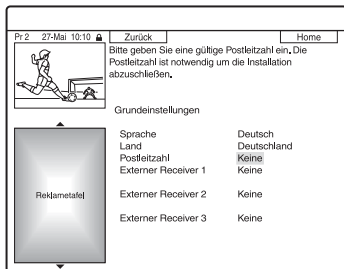 Pr 2 27-Mai 10:10 Zurück Home
Bitte geben Sie eine gültige Postleitzahl ein. Die
Postleitzahl ist notwendig um die Installation
abzuschließen.
Grundeinstellungen
Sprache Deutsch
Land Deutschland
Postleitzahl Keine
Externer Receiver 1 Keine
Externer Receiver 2 Keine
Externer Receiver 3 Keine
Reklametafel